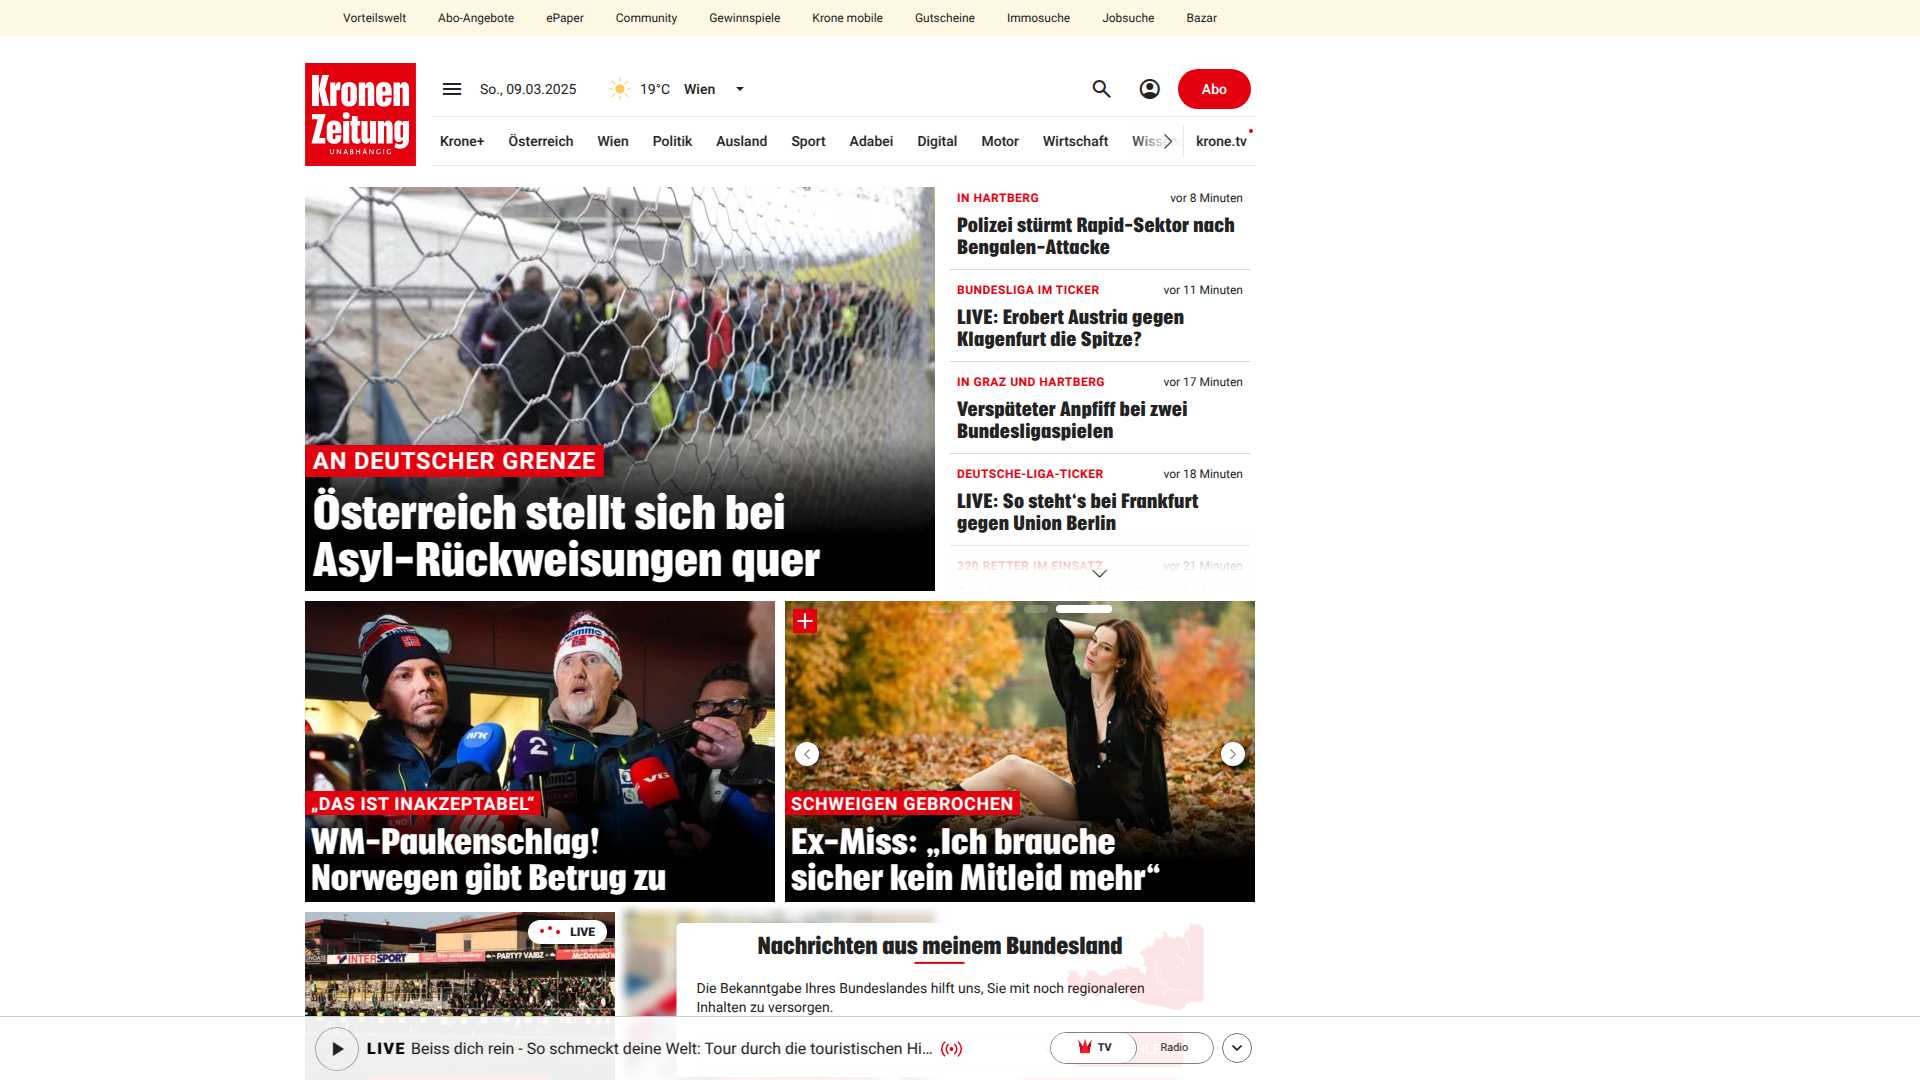 Vorteilswelt Abo-Angebote ePaper Community Gewinnspiele Krone mobile Gutscheine Immosuche Jobsuche Bazar
Kronen
Zeitung
UNABHÄNGIG
So., 09.03.2025 19°C Wien
Abo
Krone+ Österreich Wien Politik Ausland Sport Adabei Digital Motor Wirtschaft krone.tv
AN DEUTSCHER GRENZE
Österreich stellt sich bei
Asyl-Rückweisungen quer
IN HARTBERG vor 8 Minuten
Polizei stürmt Rapid-Sektor nach
Bengalen-Attacke
BUNDESLIGA IM TICKER vor 11 Minuten
LIVE: Erobert Austria gegen
Klagenfurt die Spitze?
IN GRAZ UND HARTBERG vor 17 Minuten
Verspäteter Anpfiff bei zwei
Bundesligaspielen
DEUTSCHE-LIGA-TICKER vor 18 Minuten
LIVE: So steht‘s bei Frankfurt
gegen Union Berlin
320 RETTER IM EINSATZ vor 21 Minuten
NRK
2
VG
„DAS IST INAKZEPTABEL“
WM-Paukenschlag!
Norwegen gibt Betrug zu
SCHWEIGEN GEBROCHEN
Ex-Miss: „Ich brauche
sicher kein Mitleid mehr“
LIVE
INTERSPORT
PARTY? VAIBZ
McDonald's
Nachrichten aus meinem Bundesland
Die Bekanntgabe Ihres Bundeslandes hilft uns, Sie mit noch regionaleren
Inhalten zu versorgen.
LIVE Beiss dich rein - So schmeckt deine Welt: Tour durch die touristischen Hi...
TV Radio